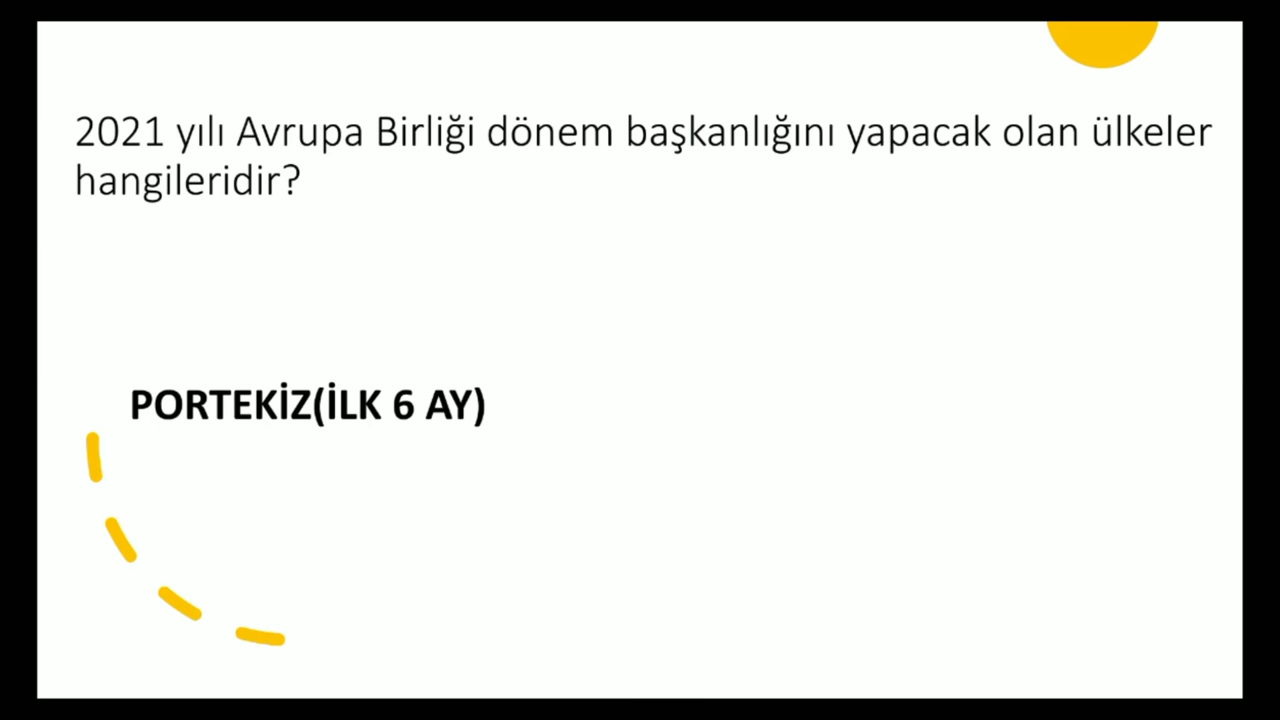 2021 yılı Avrupa Birliği dönem başkanlığını yapacak olan ülkeler
hangileridir?
PORTEKİZ(İLK 6 AY)